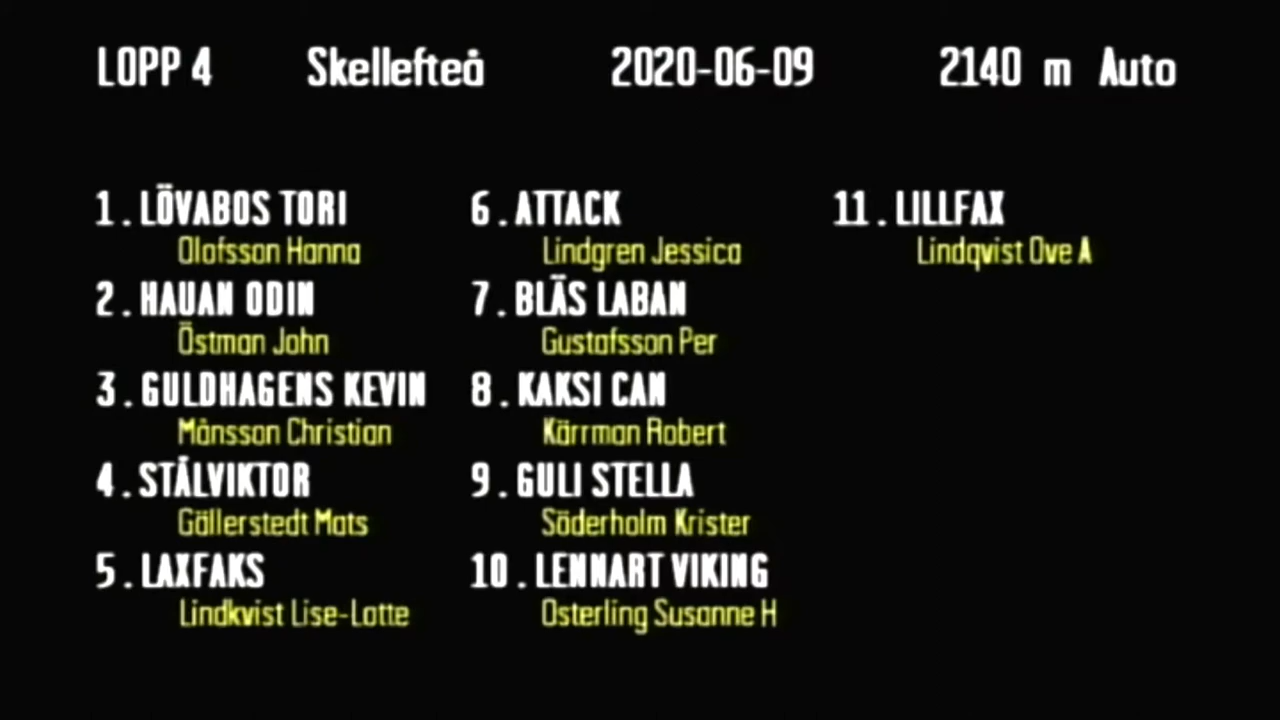 LOPP 4 Skellefteå 2020-06-09 2140 m Auto
1. LÖVABOS TORI
Olofsson Hanna
2. HAUAN ODIN
Östman John
3. GULDHAGENS KEVIN
Månsson Christian
4. STÅLVIKTOR
Gällerstedt Mats
5. LAXFAKS
Lindkvist Lise-Lotte
6. ATTACK
Lindgren Jessica
7. BLÄS LABAN
Gustafsson Per
8. KAKSI CAN
Kärrman Robert
9. GULI STELLA
Söderholm Krister
10. LENNART VIKING
Osterling Susanne H
11. LILLFAX
Lindqvist Ove A